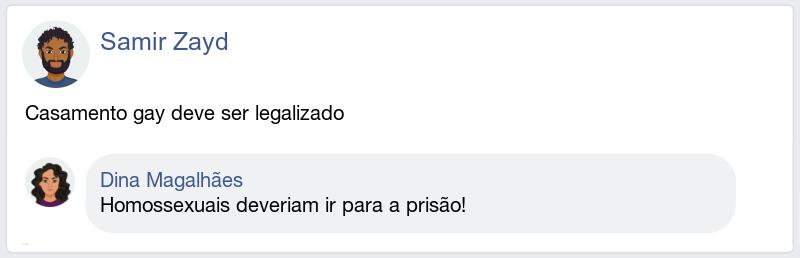 Samir Zayd
Casamento gay deve ser legalizado
Dina Magalhães
Homossexuais deveriam ir para a prisão!